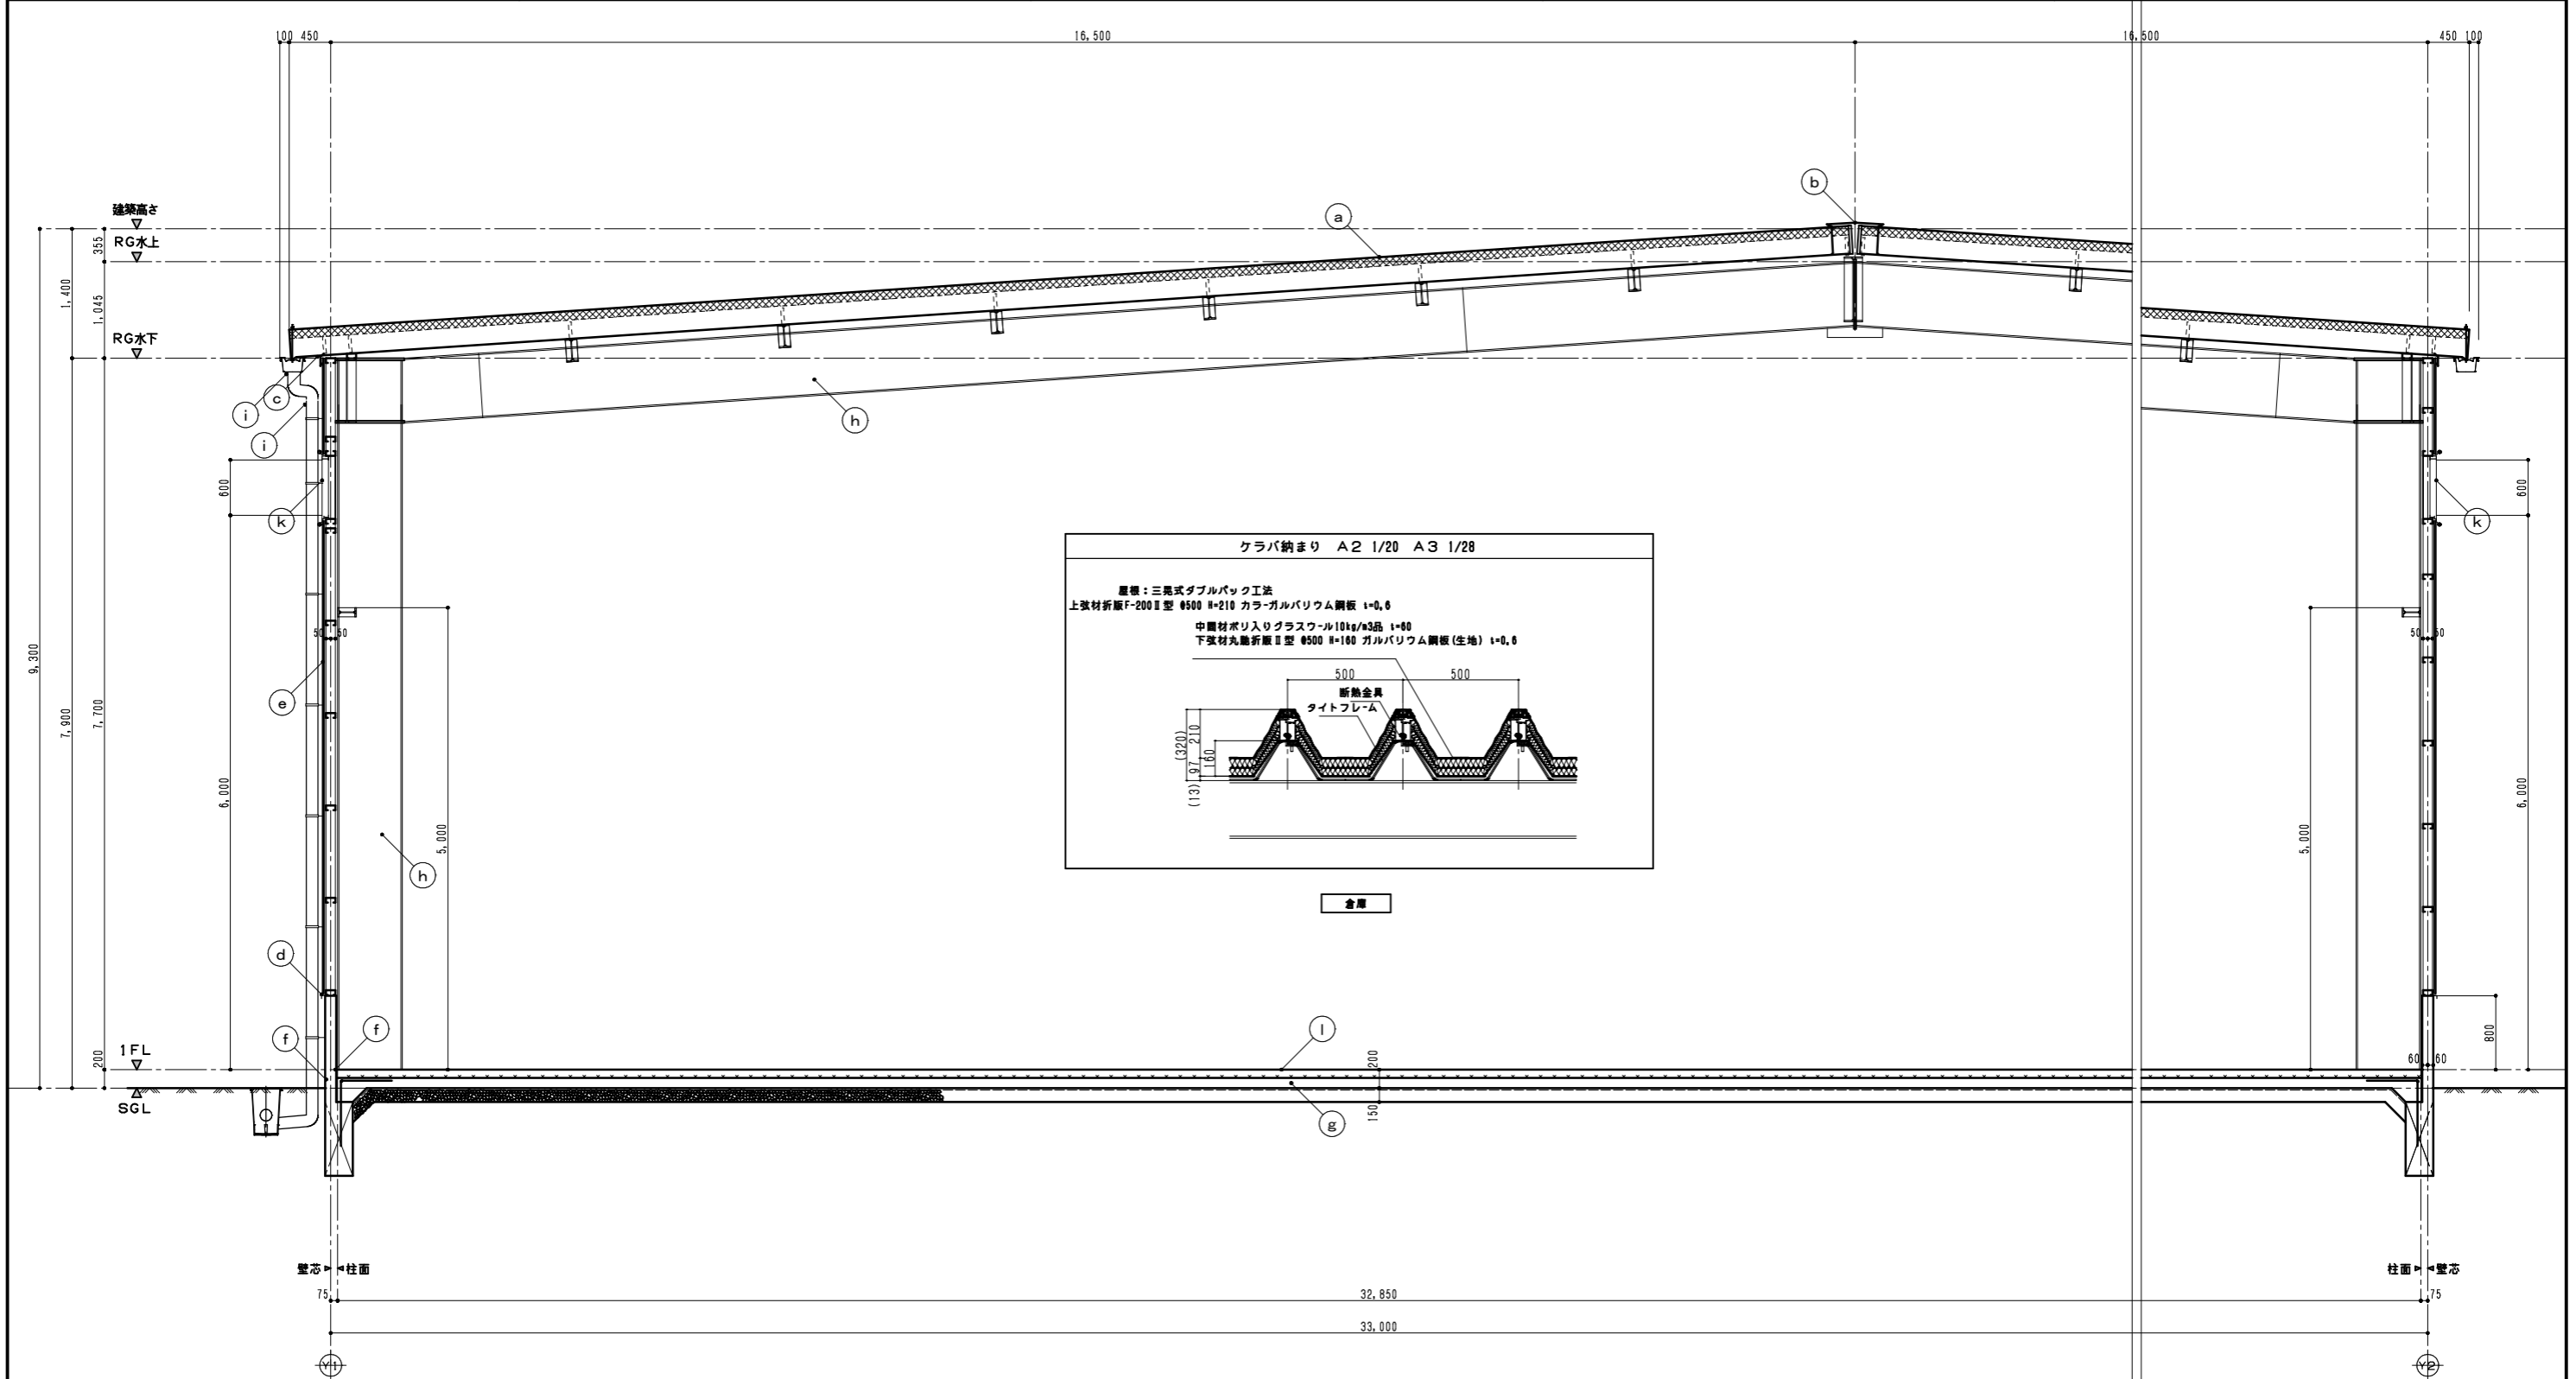 100 450
16,500
16,500
450 100
建築高さ
RG水上
RG水下
355
1,400
1,045
9,300
7,900
7,700
200
a
b
i
c
i
h
k
k
600
600
6,000
6,000
5,000
5,000
50 50
50 50
e
h
d
f
f
ケラバ納まり A2 1/20 A3 1/28
屋根：三晃式ダブルパック工法
上弦材折版F-200Ⅱ型 @500 H=210 カラーガルバリウム鋼板 t=0,6
中間材ポリ入りグラスウール10kg/m3品 t=60
下弦材丸馳折版Ⅱ型 @500 H=160 ガルバリウム鋼板(生地) t=0,6
500
500
断熱金具
タイトフレーム
(320)
210
97
160
(13)
倉庫
1FL
SGL
l
200
150
g
800
60 60
壁芯
柱面
柱面
壁芯
75
32,850
75
33,000
Y1
Y2